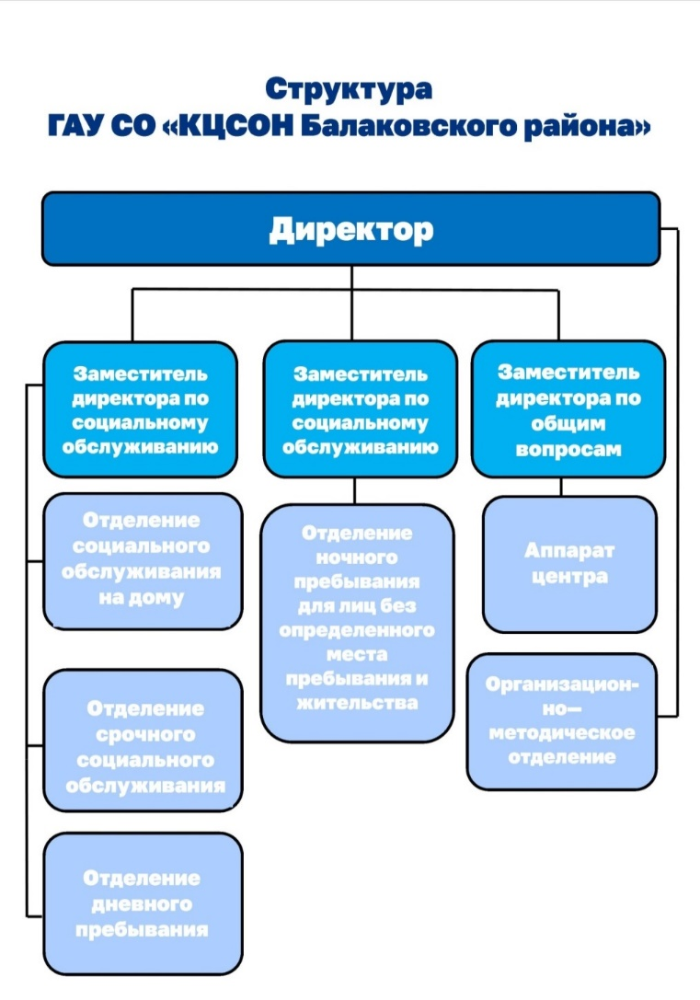 Структура
ГАУ СО «КЦСОН Балаковского района»
Директор
Заместитель
директора по
социальному
обслуживанию
Заместитель
директора по
социальному
обслуживанию
Заместитель
директора по
общим
вопросам
Отделение
социального
обслуживания
на дому
Отделение
ночного
пребывания
для лиц без
определенного
места
пребывания и
жительства
Аппарат
центра
Организацион-
но—
методическое
отделение
Отделение
срочного
социального
обслуживания
Отделение
дневного
пребывания